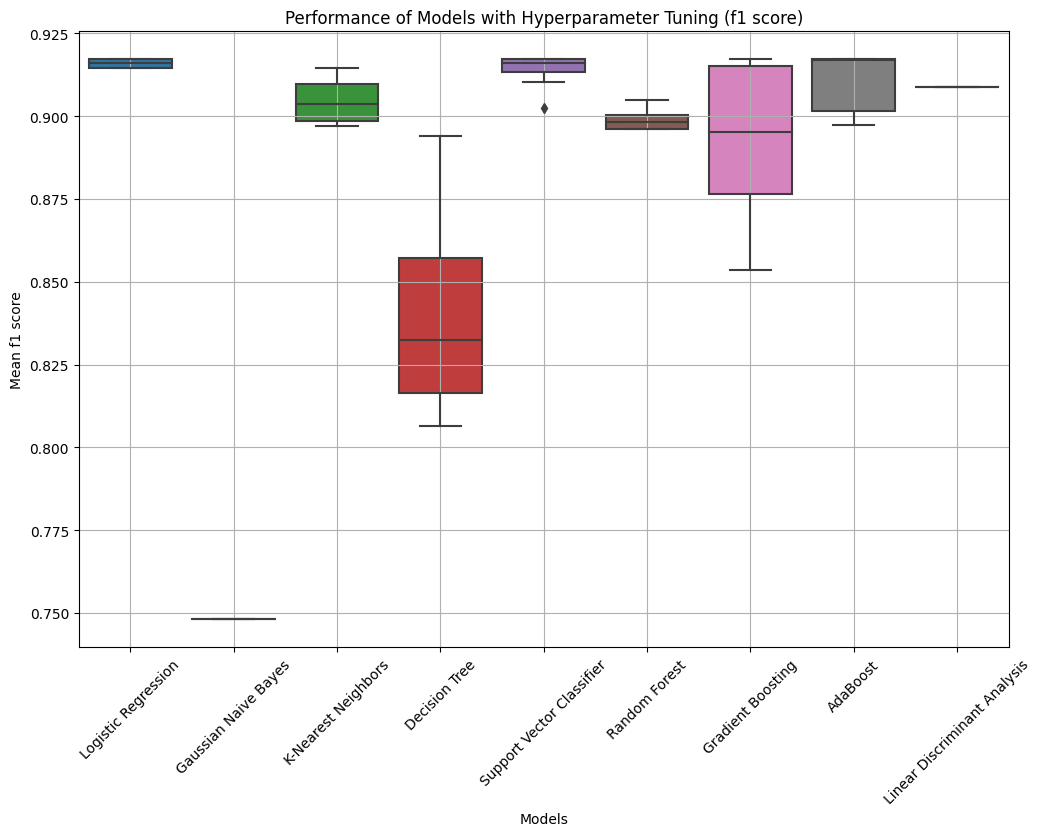 Performance of Models with Hyperparameter Tuning (f1 score)
Mean f1 score
0.925
0.900
0.875
0.850
0.825
0.800
0.775
0.750
Logistic Regression
Gaussian Naive Bayes
K-Nearest Neighbors
Decision Tree
Support Vector Classifier
Random Forest
Gradient Boosting
AdaBoost
Linear Discriminant Analysis
Models